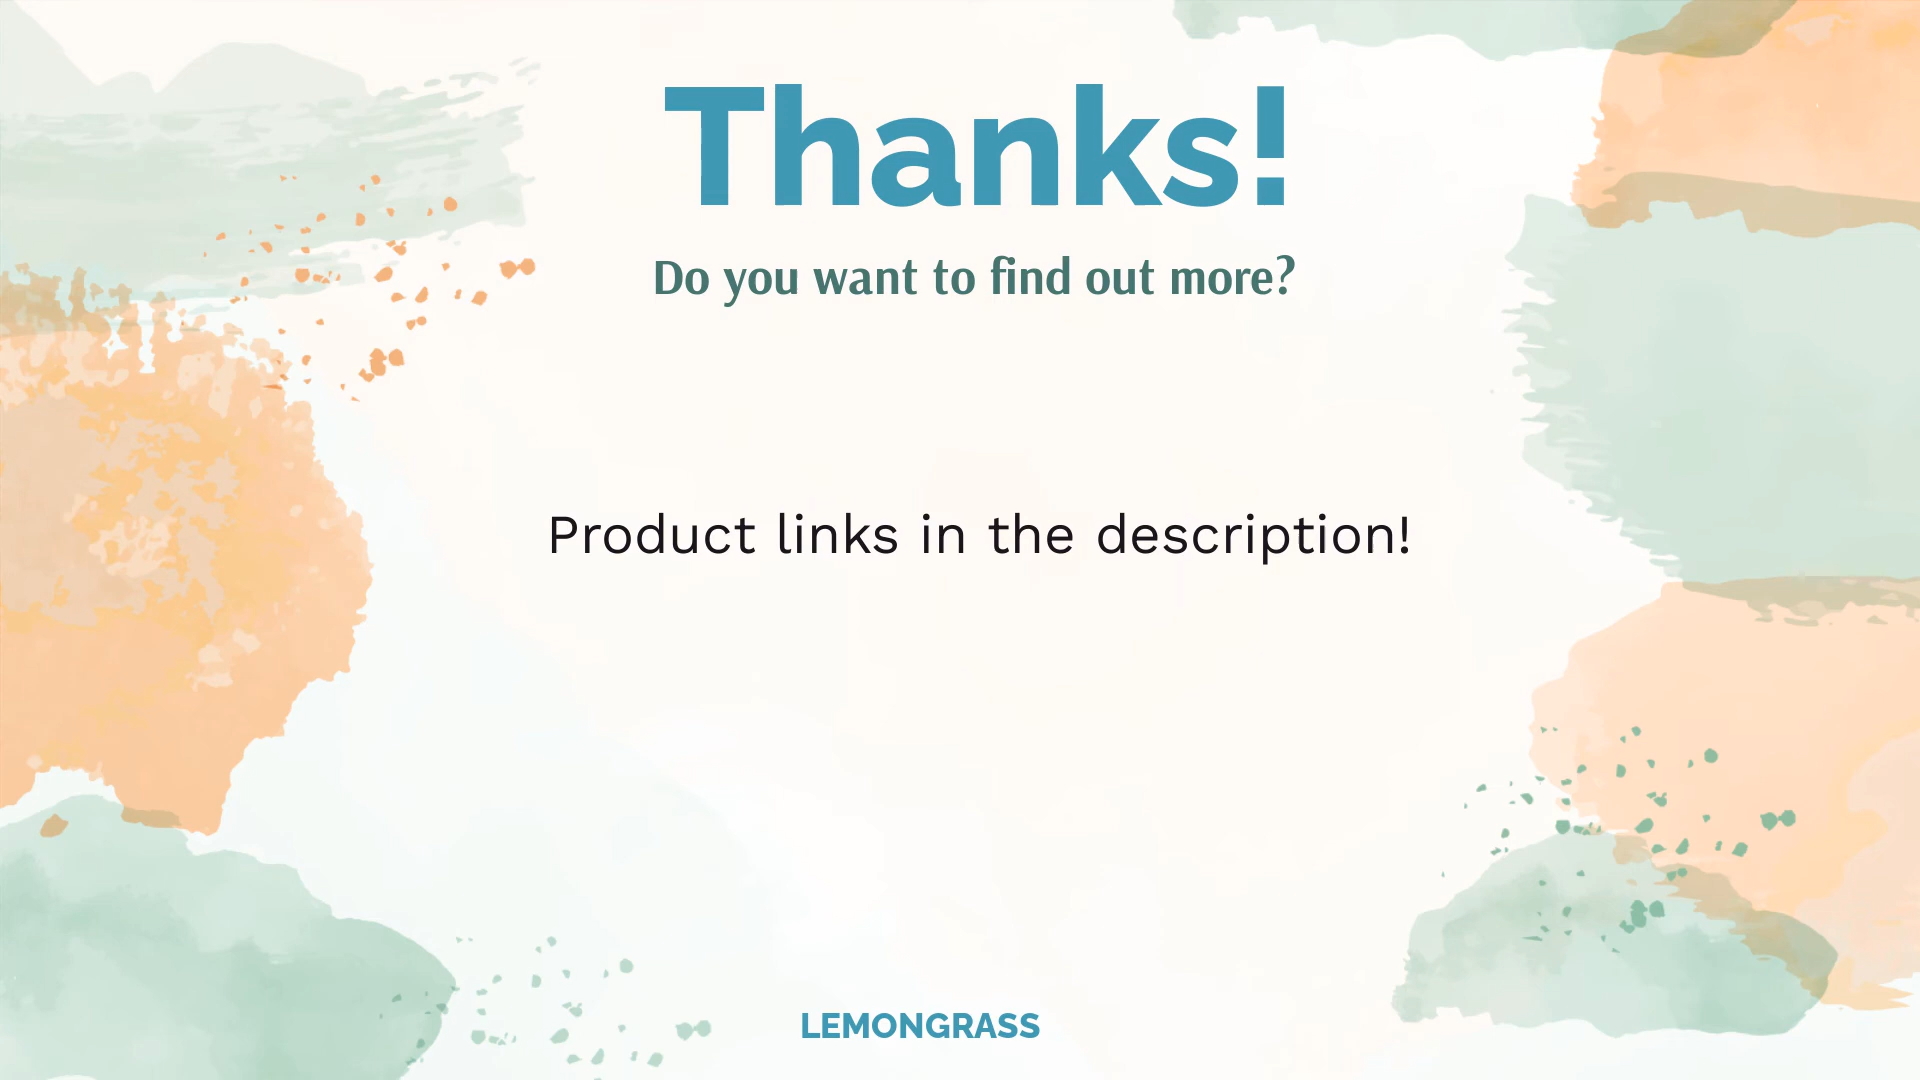 Thanks!
Do you want to find out more?
Product links in the description!
LEMONGRASS